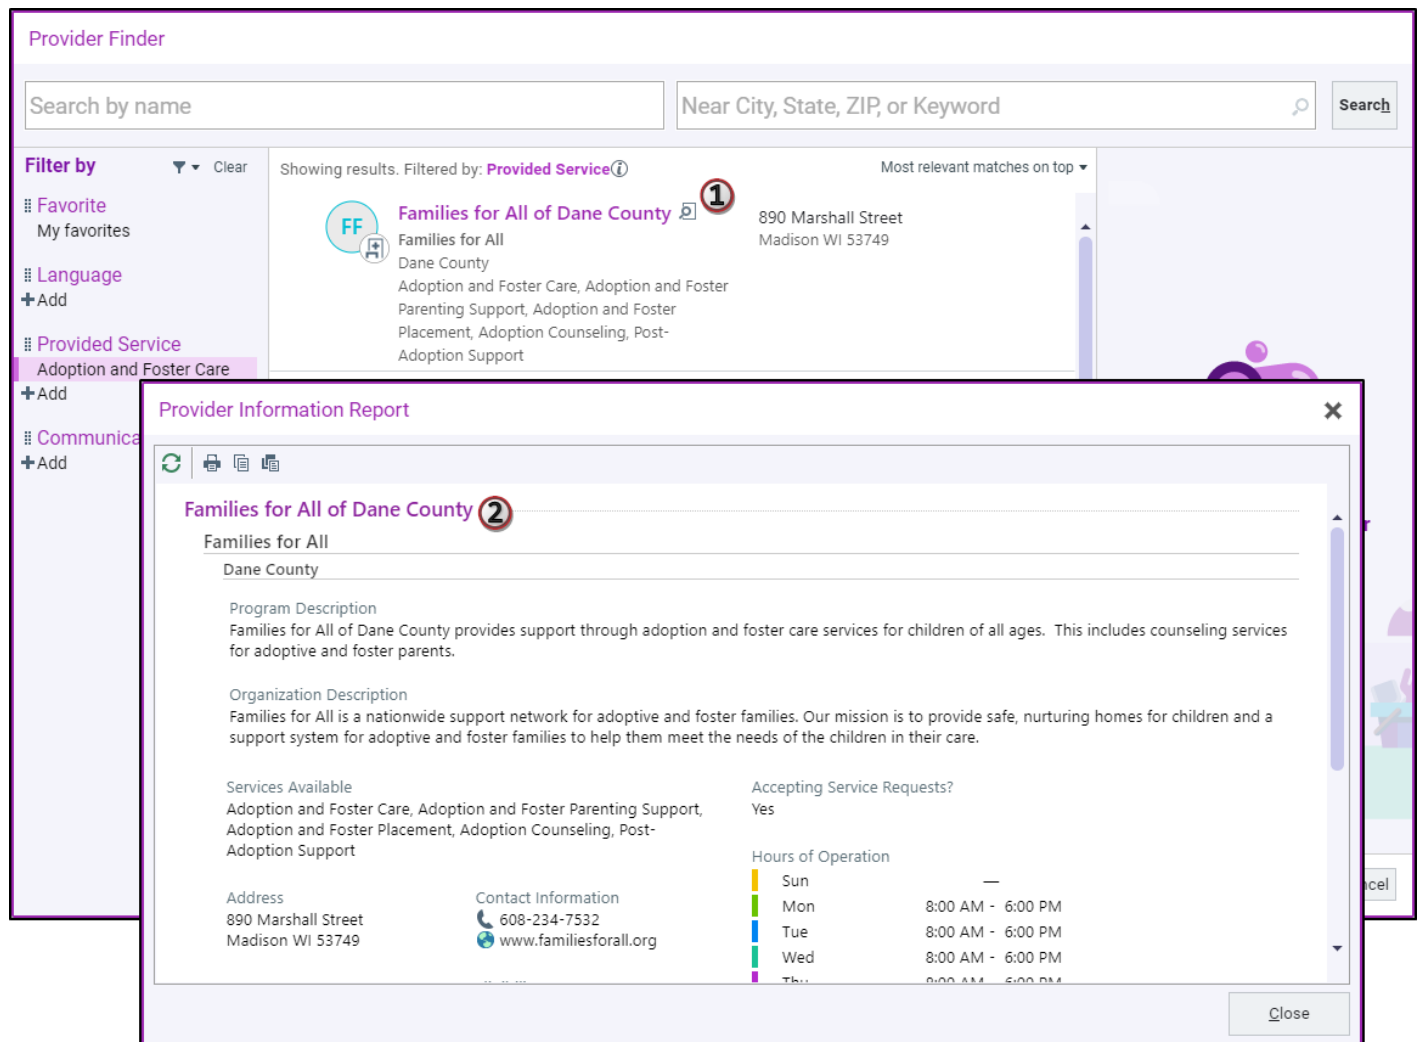 Provider Finder
Search by name
Near City, State, ZIP, or Keyword
Search
Filter by
Clear
Favorite
My favorites
Language
Add
Provided Service
Adoption and Foster Care
Add
Communica
Add
Showing results. Filtered by: Provided Service
Most relevant matches on top
1
FF
Families for All of Dane County
Families for All
Dane County
Adoption and Foster Care, Adoption and Foster
Parenting Support, Adoption and Foster
Placement, Adoption Counseling, Post-
Adoption Support
890 Marshall Street
Madison WI 53749
r
ncel
Provider Information Report
Families for All of Dane County
2
Families for All
Dane County
Program Description
Families for All of Dane County provides support through adoption and foster care services for children of all ages. This includes counseling services
for adoptive and foster parents.
Organization Description
Families for All is a nationwide support network for adoptive and foster families. Our mission is to provide safe, nurturing homes for children and a
support system for adoptive and foster families to help them meet the needs of the children in their care.
Services Available
Adoption and Foster Care, Adoption and Foster Parenting Support,
Adoption and Foster Placement, Adoption Counseling, Post-
Adoption Support
Address
890 Marshall Street
Madison WI 53749
Contact Information
608-234-7532
www.familiesforall.org
Accepting Service Requests?
Yes
Hours of Operation
Sun —
Mon 8:00 AM - 6:00 PM
Tue 8:00 AM - 6:00 PM
Wed 8:00 AM - 6:00 PM
Thu 8:00 AM - 6:00 PM
Close